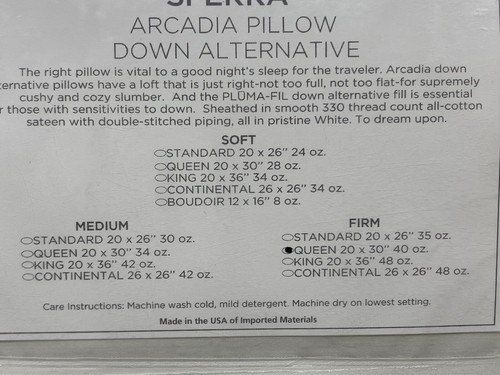 ARCADIA PILLOW
DOWN ALTERNATIVE
The right pillow is vital to a good night's sleep for the traveler. Arcadia down
ternative pillows have a loft that is just right-not too full, not too flat-for supremely
cushy and cozy slumber. And the PLŪMA-FIL down alternative fill is essential
r those with sensitivities to down. Sheathed in smooth 330 thread count all-cotton
sateen with double-stitched piping, all in pristine White. To dream upon.
SOFT
STANDARD 20 x 26" 24 oz.
QUEEN 20 x 30" 28 oz.
KING 20 x 36" 34 oz.
CONTINENTAL 26 x 26" 34 oz.
BOUDOIR 12 x 16" 8 oz.
MEDIUM
STANDARD 20 x 26" 30 oz.
QUEEN 20 x 30" 34 oz.
KING 20 x 36" 42 oz.
CONTINENTAL 26 x 26" 42 oz.
FIRM
STANDARD 20 x 26" 35 oz.
QUEEN 20 x 30" 40 oz.
KING 20 x 36" 48 oz.
CONTINENTAL 26 x 26" 48 oz.
Care Instructions: Machine wash cold, mild detergent. Machine dry on lowest setting.
Made in the USA of Imported Materials